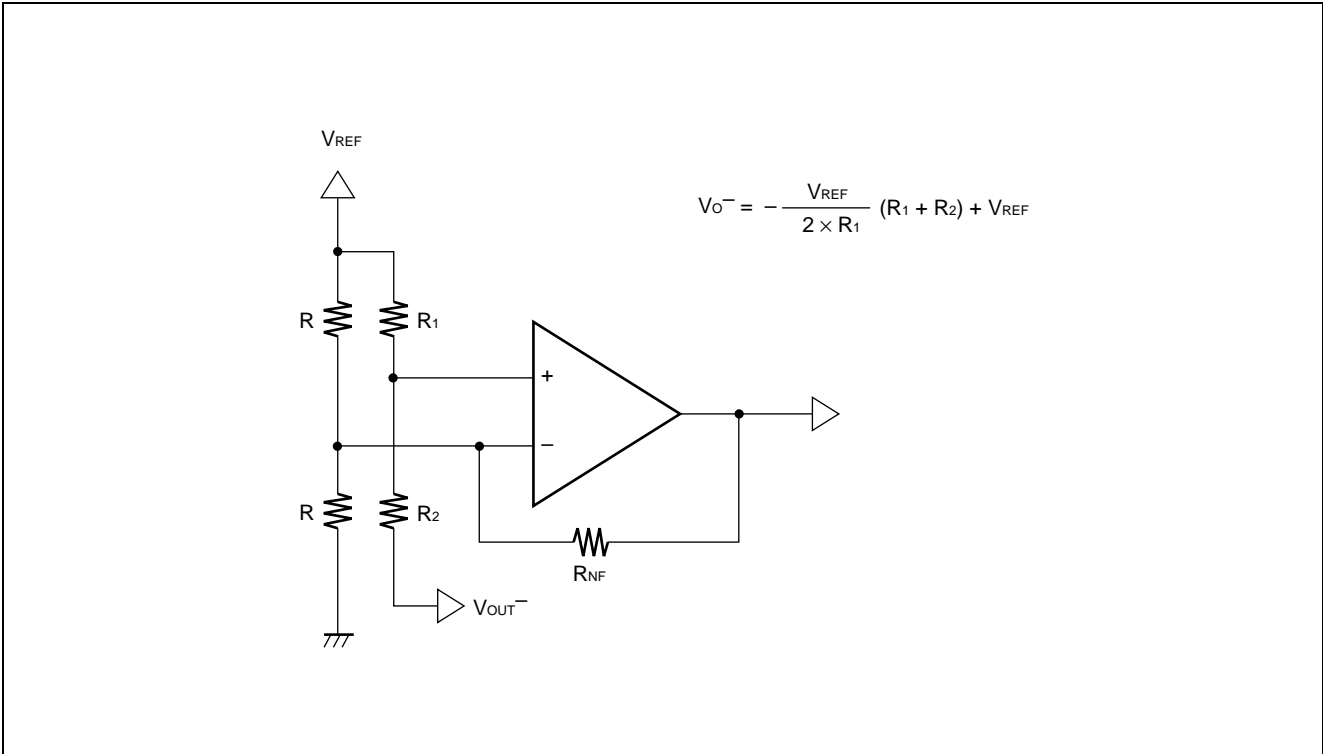 VREF
VO− = − VREF / 2 × R1 (R1 + R2) + VREF
R
R1
+
−
R
R2
RNF
VOUT−